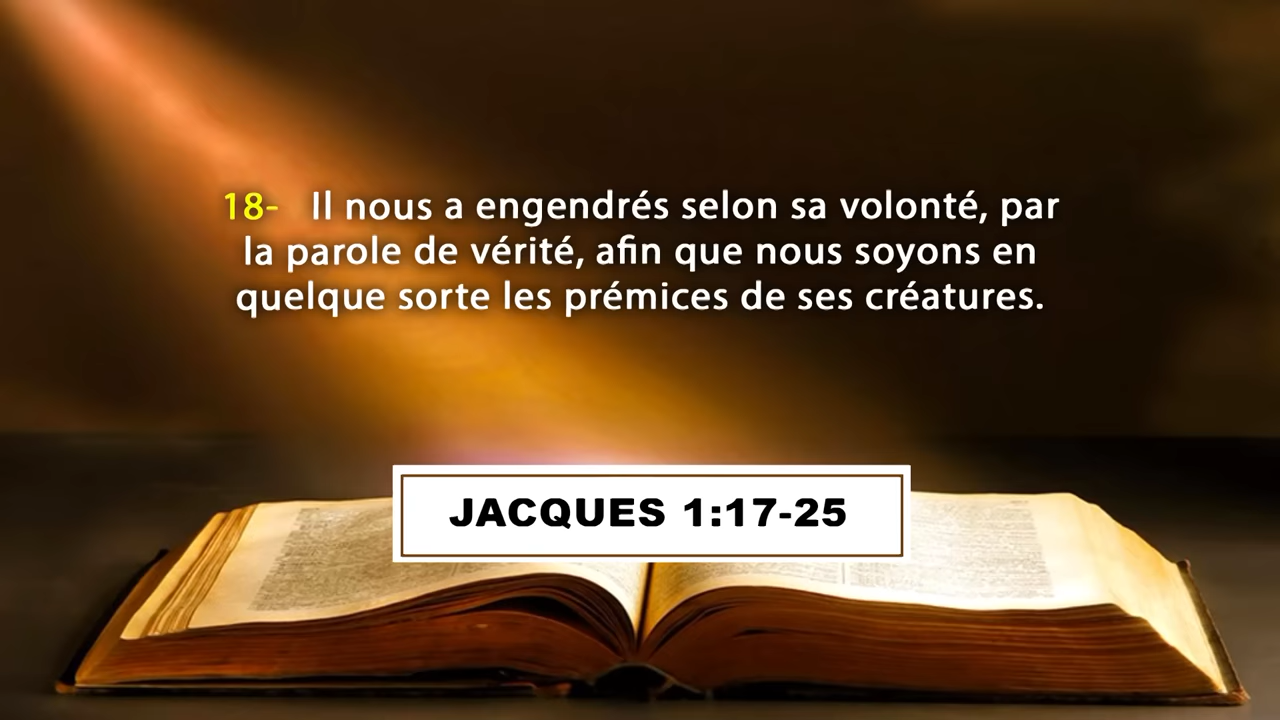 18- Il nous a engendrés selon sa volonté, par
la parole de vérité, afin que nous soyons en
quelque sorte les prémices de ses créatures.
JACQUES 1:17-25